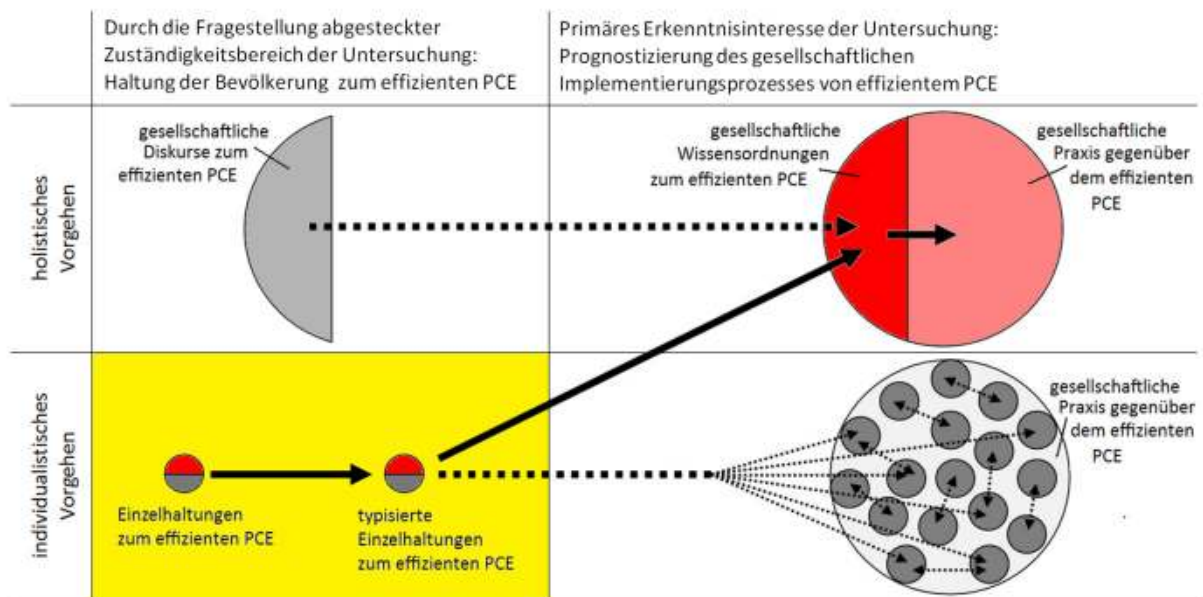 Durch die Fragestellung abgesteckter
Zuständigkeitsbereich der Untersuchung:
Haltung der Bevölkerung zum effizienten PCE
Primäres Erkenntnisinteresse der Untersuchung:
Prognostizierung des gesellschaftlichen
Implementierungsprozesses von effizientem PCE
holistisches
Vorgehen
gesellschaftliche
Diskurse zum
effizienten PCE
gesellschaftliche
Wissensordnungen
zum effizienten PCE
gesellschaftliche
Praxis gegenüber
dem effizienten
PCE
individualistisches
Vorgehen
Einzelhaltungen
zum effizienten PCE
typisierte
Einzelhaltungen
zum effizienten PCE
gesellschaftliche
Praxis gegenüber
dem effizienten
PCE